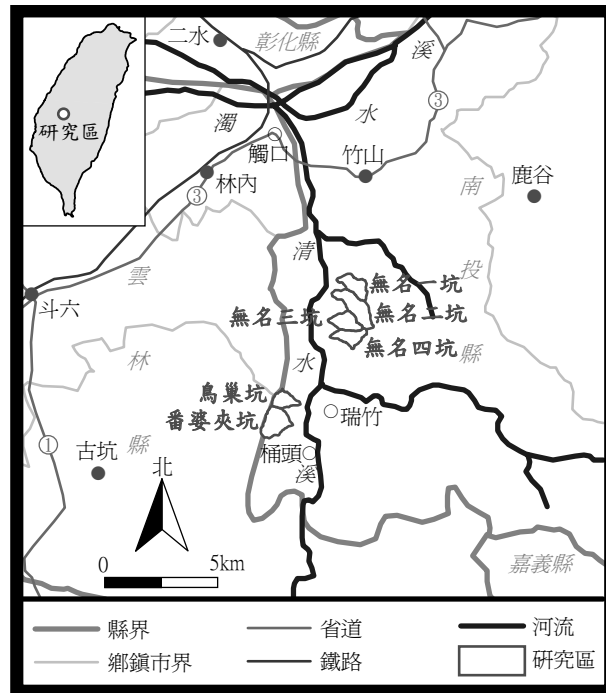 研究區
二水
彰化縣
溪
③
濁
水
觸口
竹山
林內
③
南
鹿谷
清
投
雲
無名一坑
斗六
無名三坑
無名二坑
無名四坑
縣
林
水
鳥巢坑
番婆夾坑
瑞竹
①
縣
古坑
北
桶頭
溪
0
5km
嘉義縣
縣界
省道
河流
鄉鎮市界
鐵路
研究區